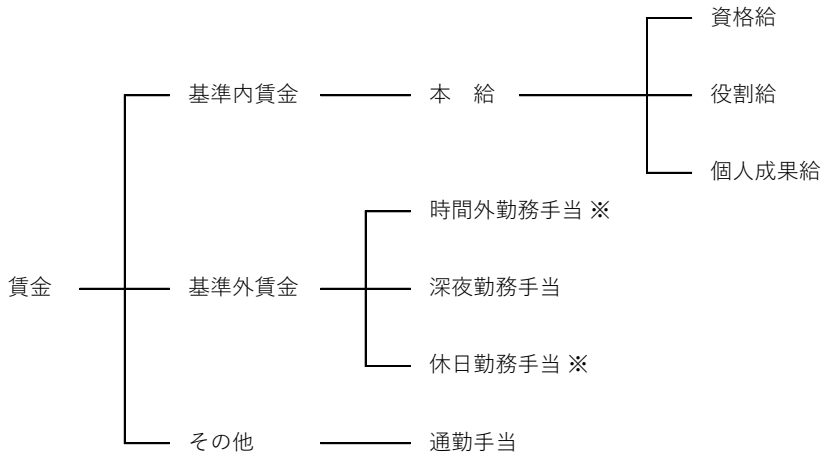 資格給
基準内賃金 本　給 役割給
個人成果給
時間外勤務手当 ※
賃金 基準外賃金 深夜勤務手当
休日勤務手当 ※
その他 通勤手当